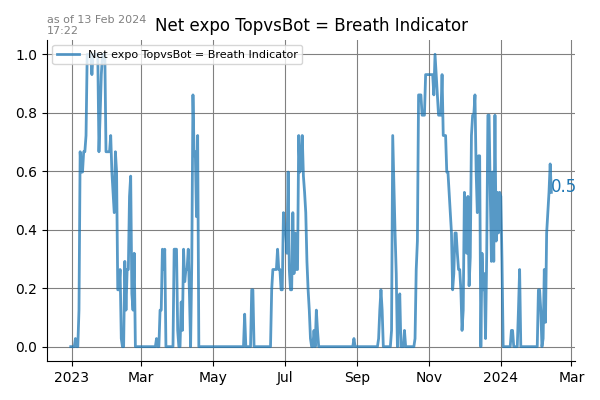 as of 13 Feb 2024
17:22
Net expo TopvsBot = Breath Indicator
Net expo TopvsBot = Breath Indicator
1.0
0.8
0.6
0.4
0.2
0.0
0.5
2023 Mar May Jul Sep Nov 2024 Mar